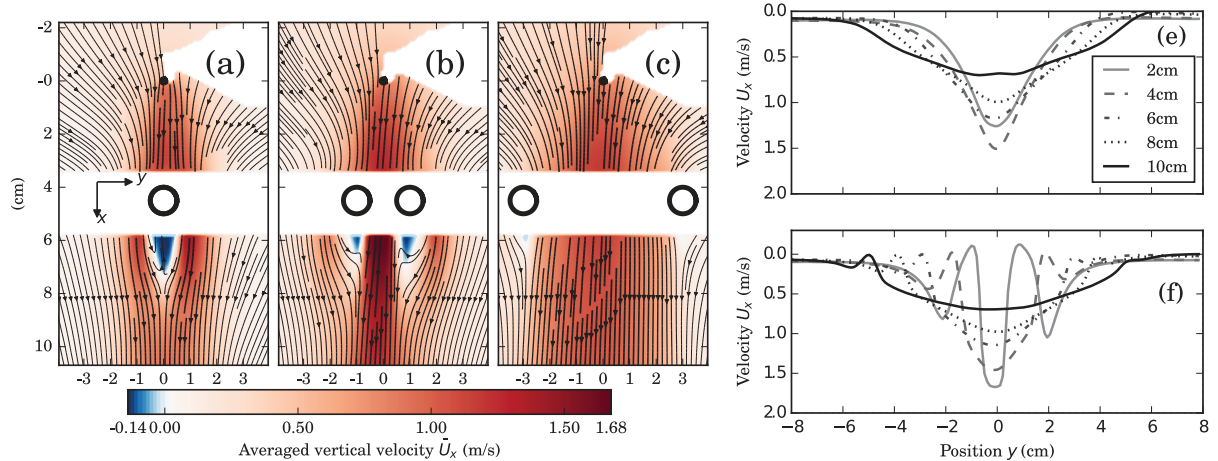 (a)
(b)
(c)
-2
-0
2
4
6
8
10
(cm)
y
x
-3 -2 -1 0 1 2 3
-3 -2 -1 0 1 2 3
-3 -2 -1 0 1 2 3
-0.14 0.00 0.50 1.00 1.50 1.68
Averaged vertical velocity Ūx (m/s)
0.0
0.5
1.0
1.5
2.0
Velocity Ux (m/s)
(e)
2cm
4cm
6cm
8cm
10cm
0.0
0.5
1.0
1.5
2.0
Velocity Ux (m/s)
(f)
−8 −6 −4 −2 0 2 4 6 8
Position y (cm)